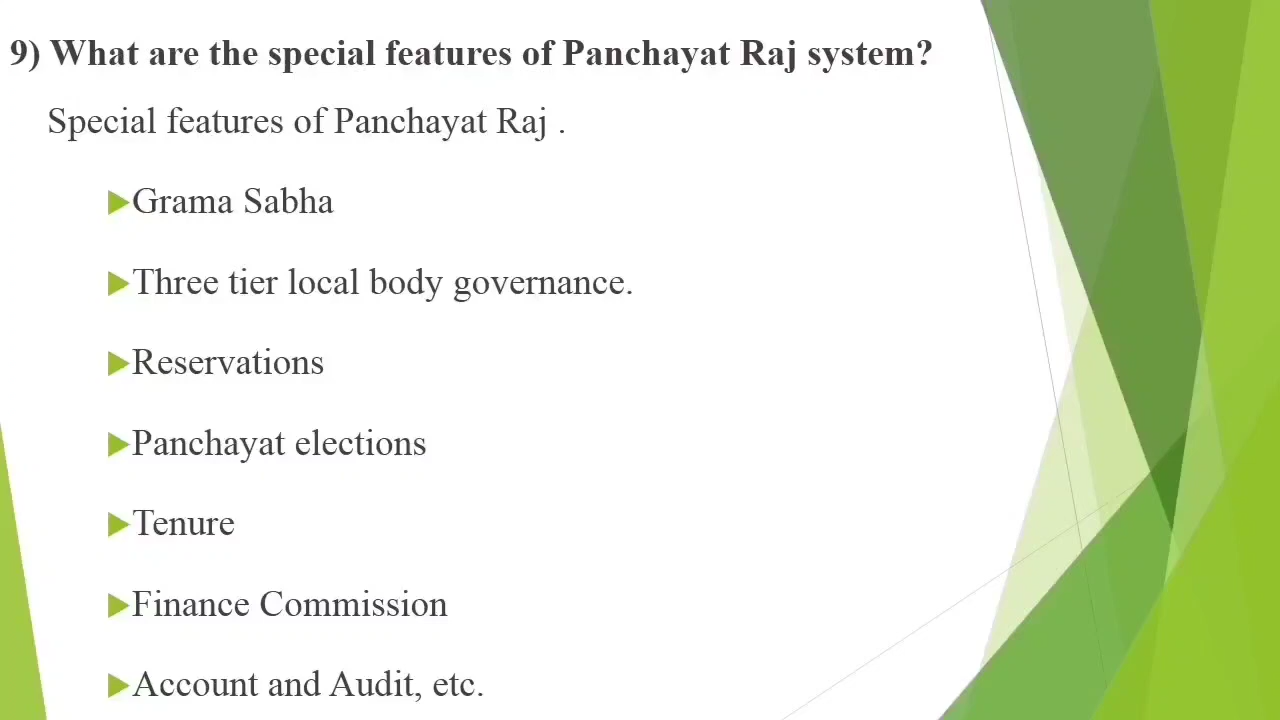 9) What are the special features of Panchayat Raj system?
Special features of Panchayat Raj .
Grama Sabha
Three tier local body governance.
Reservations
Panchayat elections
Tenure
Finance Commission
Account and Audit, etc.